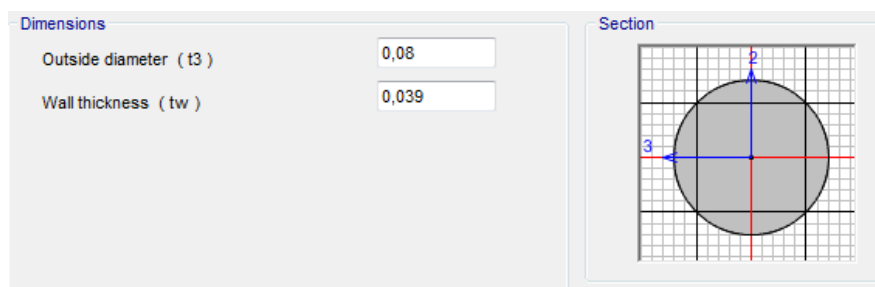 Dimensions
Outside diameter ( t3 )
0,08
Wall thickness ( tw )
0,039
Section
2
3